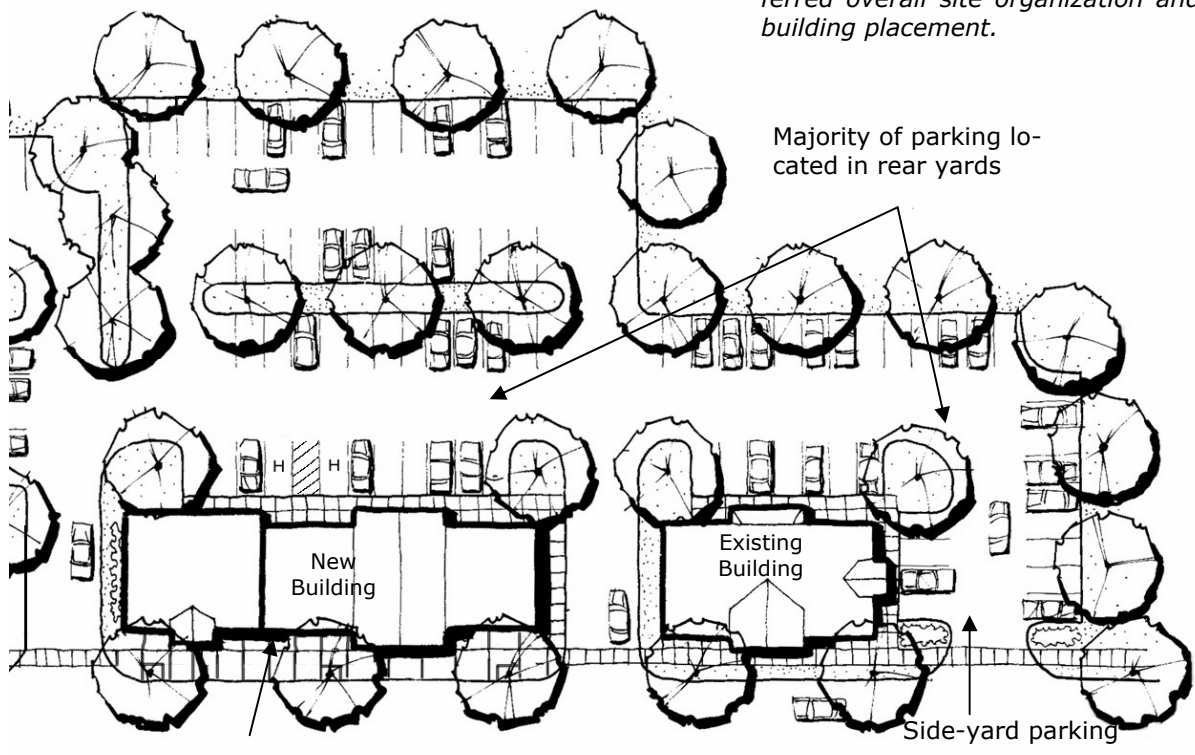 ferred overall site organization and
building placement.
Majority of parking lo-
cated in rear yards
H H
New
Building
Existing
Building
Side-yard parking